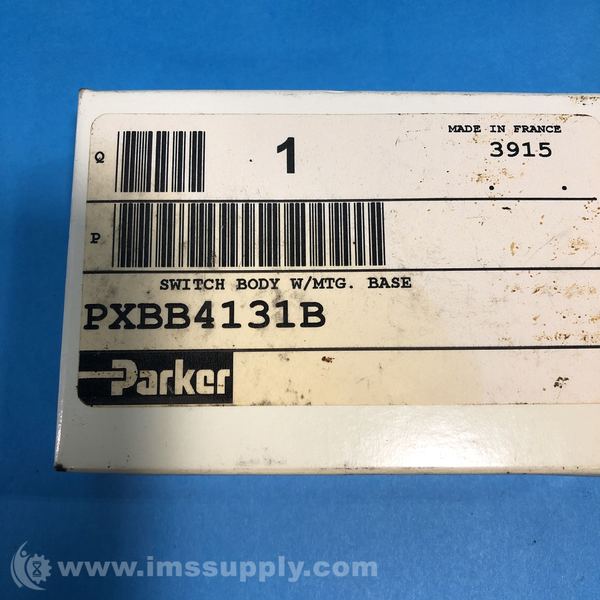 MADE IN FRANCE
Q 1 3915
P
SWITCH BODY W/MTG. BASE
PXBB4131B
Parker
www.imssupply.com